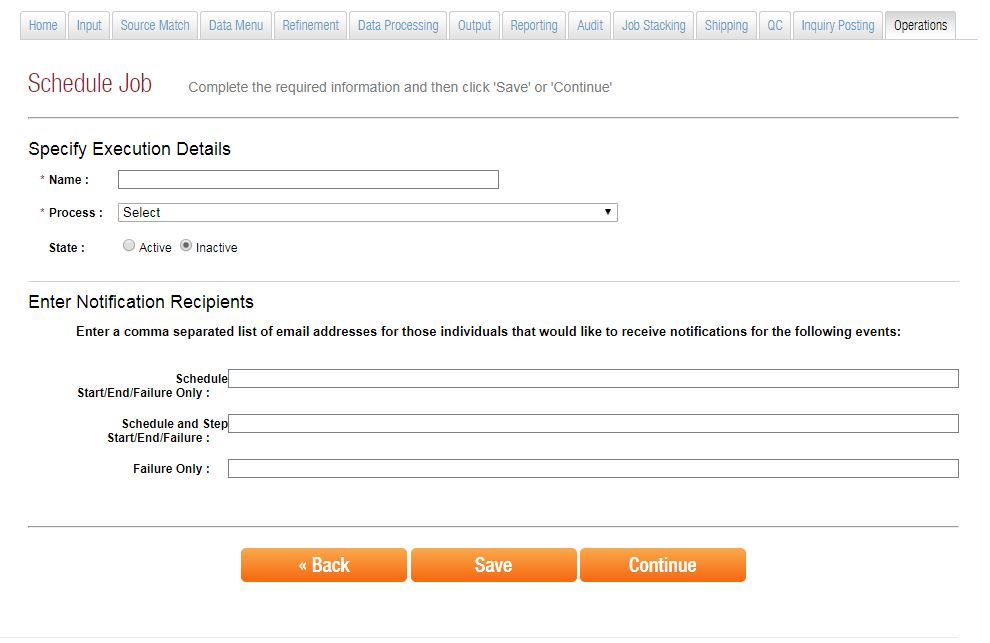 Home Input Source Match Data Menu Refinement Data Processing Output Reporting Audit Job Stacking Shipping QC Inquiry Posting Operations
Schedule Job Complete the required information and then click 'Save' or 'Continue'
Specify Execution Details
* Name :
* Process : Select
State : Active Inactive
Enter Notification Recipients
Enter a comma separated list of email addresses for those individuals that would like to receive notifications for the following events:
Schedule
Start/End/Failure Only :
Schedule and Step
Start/End/Failure :
Failure Only :
« Back Save Continue